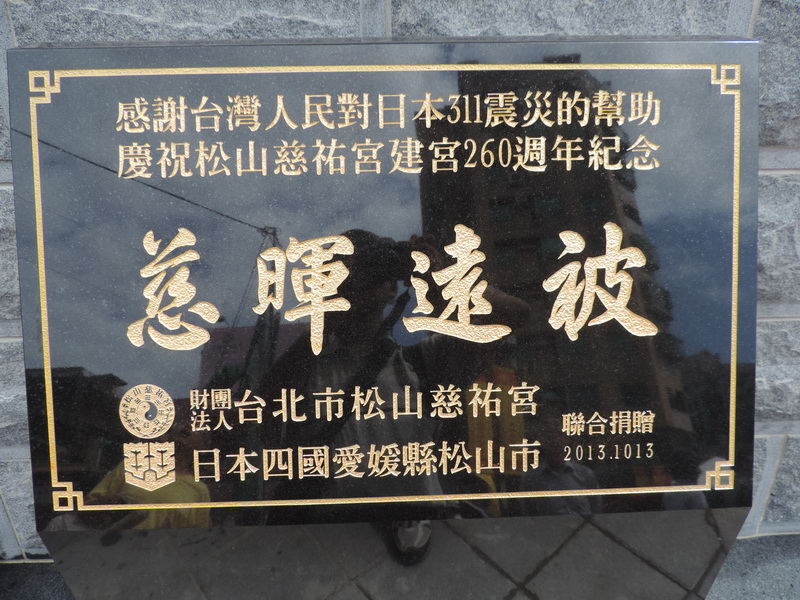 感謝台灣人民對日本311震災的幫助
慶祝松山慈祐宮建宮260週年紀念
慈暉遠被
財團法人台北市松山慈祐宮
日本四國愛媛縣松山市
聯合捐贈
2013.1013